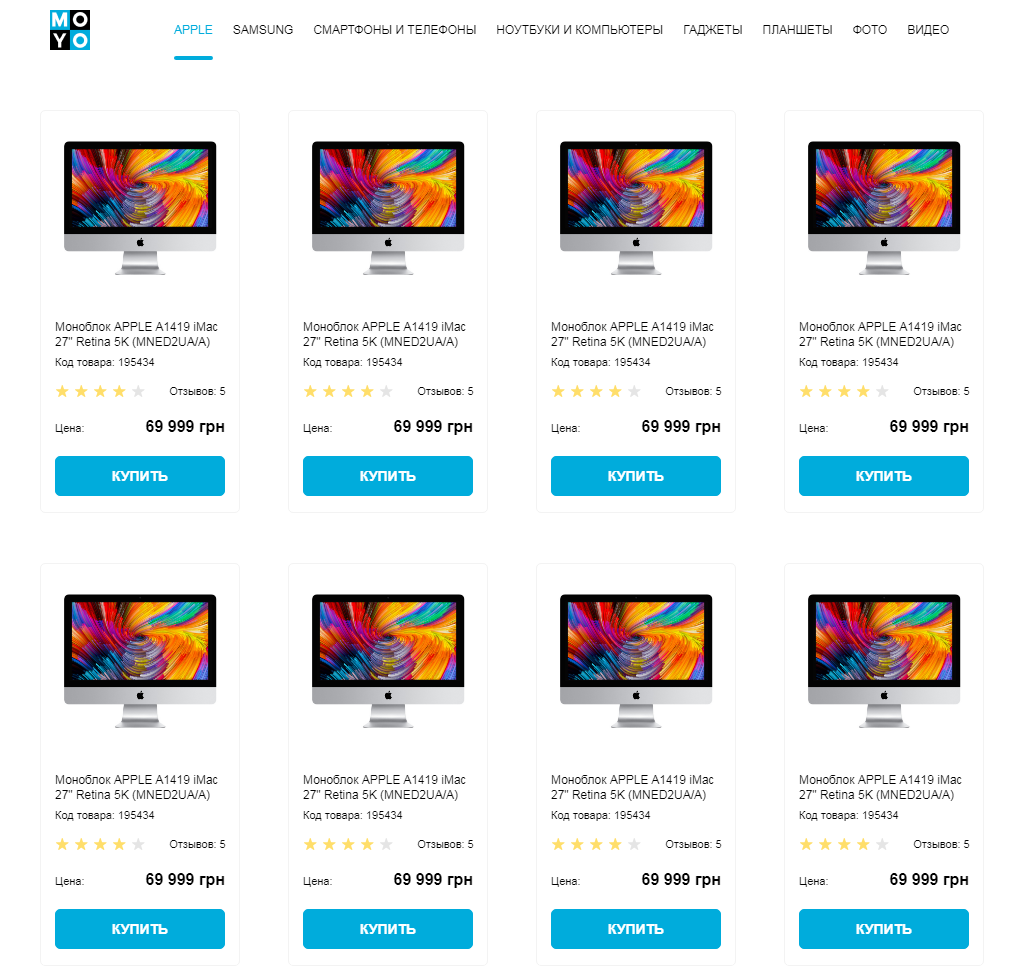 MO
YO
APPLE SAMSUNG СМАРТФОНЫ И ТЕЛЕФОНЫ НОУТБУКИ И КОМПЬЮТЕРЫ ГАДЖЕТЫ ПЛАНШЕТЫ ФОТО ВИДЕО
Моноблок APPLE A1419 iMac
27" Retina 5K (MNED2UA/A)
Код товара: 195434
Отзывов: 5
Цена: 69 999 грн
КУПИТЬ
Моноблок APPLE A1419 iMac
27" Retina 5K (MNED2UA/A)
Код товара: 195434
Отзывов: 5
Цена: 69 999 грн
КУПИТЬ
Моноблок APPLE A1419 iMac
27" Retina 5K (MNED2UA/A)
Код товара: 195434
Отзывов: 5
Цена: 69 999 грн
КУПИТЬ
Моноблок APPLE A1419 iMac
27" Retina 5K (MNED2UA/A)
Код товара: 195434
Отзывов: 5
Цена: 69 999 грн
КУПИТЬ
Моноблок APPLE A1419 iMac
27" Retina 5K (MNED2UA/A)
Код товара: 195434
Отзывов: 5
Цена: 69 999 грн
КУПИТЬ
Моноблок APPLE A1419 iMac
27" Retina 5K (MNED2UA/A)
Код товара: 195434
Отзывов: 5
Цена: 69 999 грн
КУПИТЬ
Моноблок APPLE A1419 iMac
27" Retina 5K (MNED2UA/A)
Код товара: 195434
Отзывов: 5
Цена: 69 999 грн
КУПИТЬ
Моноблок APPLE A1419 iMac
27" Retina 5K (MNED2UA/A)
Код товара: 195434
Отзывов: 5
Цена: 69 999 грн
КУПИТЬ